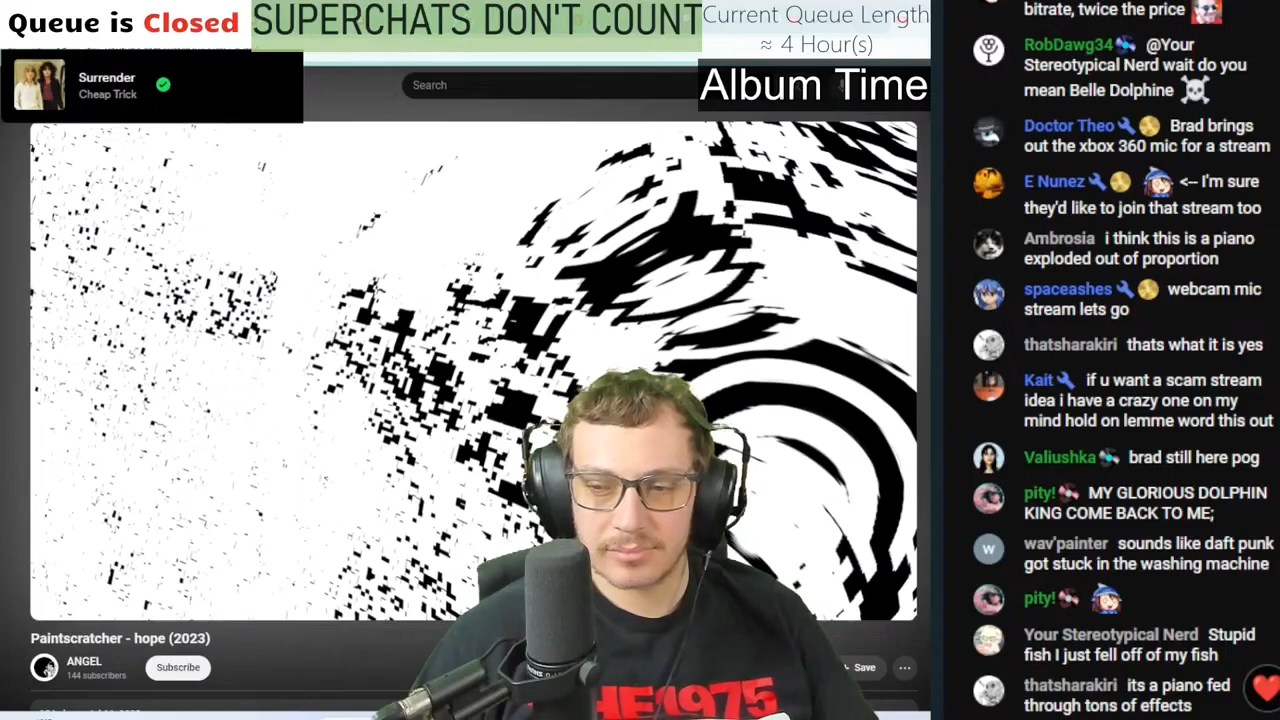 Queue is Closed
SUPERCHATS DON'T COUNT
Current Queue Length
≈ 4 Hour(s)
Album Time
Surrender
Cheap Trick
Search
Paintscratcher - hope (2023)
ANGEL
144 subscribers
Subscribe
Save
THE 1975
bitrate, twice the price
RobDawg34 @Your
Stereotypical Nerd wait do you
mean Belle Dolphine
Doctor Theo Brad brings
out the xbox 360 mic for a stream
E Nunez <-- I'm sure
they'd like to join that stream too
Ambrosia i think this is a piano
exploded out of proportion
spaceashes webcam mic
stream lets go
thatsharakiri thats what it is yes
Kait if u want a scam stream
idea i have a crazy one on my
mind hold on lemme word this out
Valiushka brad still here pog
pity! MY GLORIOUS DOLPHIN
KING COME BACK TO ME;
W
wav'painter sounds like daft punk
got stuck in the washing machine
pity!
Your Stereotypical Nerd Stupid
fish I just fell off of my fish
thatsharakiri its a piano fed
through tons of effects